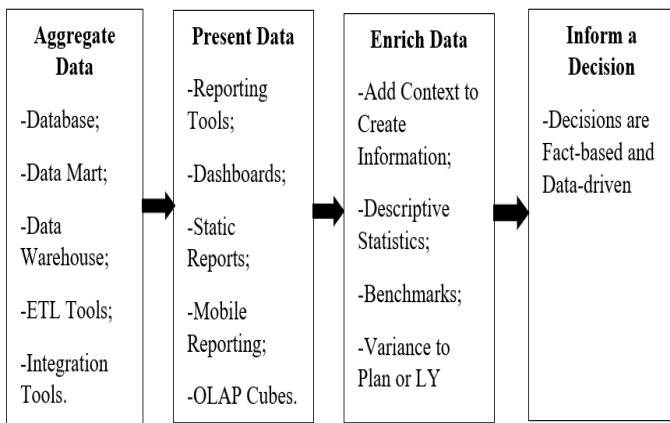 Aggregate
Data
-Database;
-Data Mart;
-Data
Warehouse;
-ETL Tools;
-Integration
Tools.
Present Data
-Reporting
Tools;
-Dashboards;
-Static
Reports;
-Mobile
Reporting;
-OLAP Cubes.
Enrich Data
-Add Context to
Create
Information;
-Descriptive
Statistics;
-Benchmarks;
-Variance to
Plan or LY
Inform a
Decision
-Decisions are
Fact-based and
Data-driven